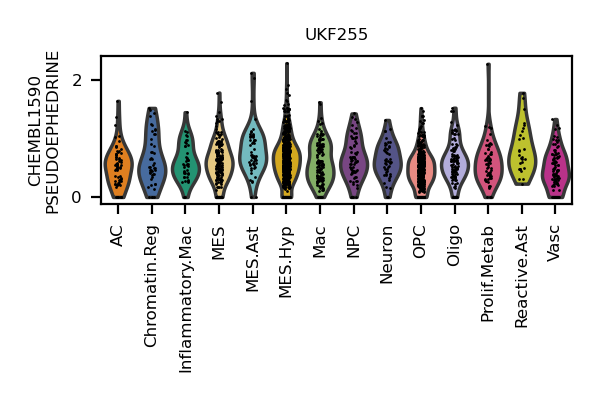 UKF255
CHEMBL1590
PSEUDOEPHEDRINE
2
0
AC
Chromatin.Reg
Inflammatory.Mac
MES
MES.Ast
MES.Hyp
Mac
NPC
Neuron
OPC
Oligo
Prolif.Metab
Reactive.Ast
Vasc